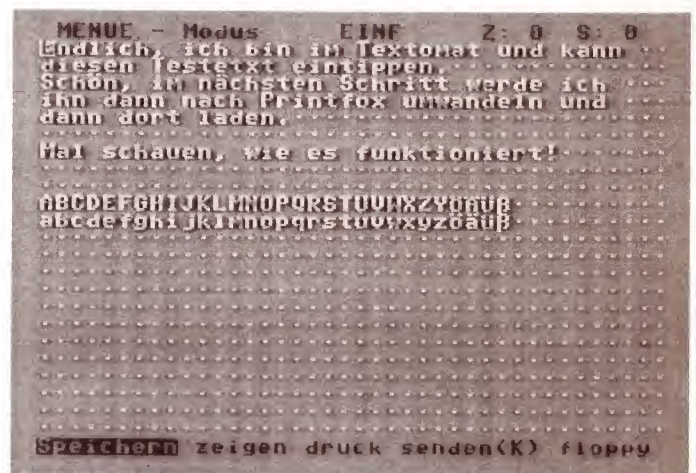 MENUE - Modus EINF Z: 0 S: 0
Endlich, ich bin im Textomat und kann
diesen Testetxt eintippen.
Schön, im nächsten Schritt werde ich
ihn dann nach Printfox umwandeln und
dann dort laden.
Mal schauen, wie es funktioniert!
ABCDEFGHIJKLMNOPQRSTUVWXZYÖÄÜß
abcdefghijklmnopqrstuvwxyzöäüß
Speichern zeigen druck senden(K) floppy